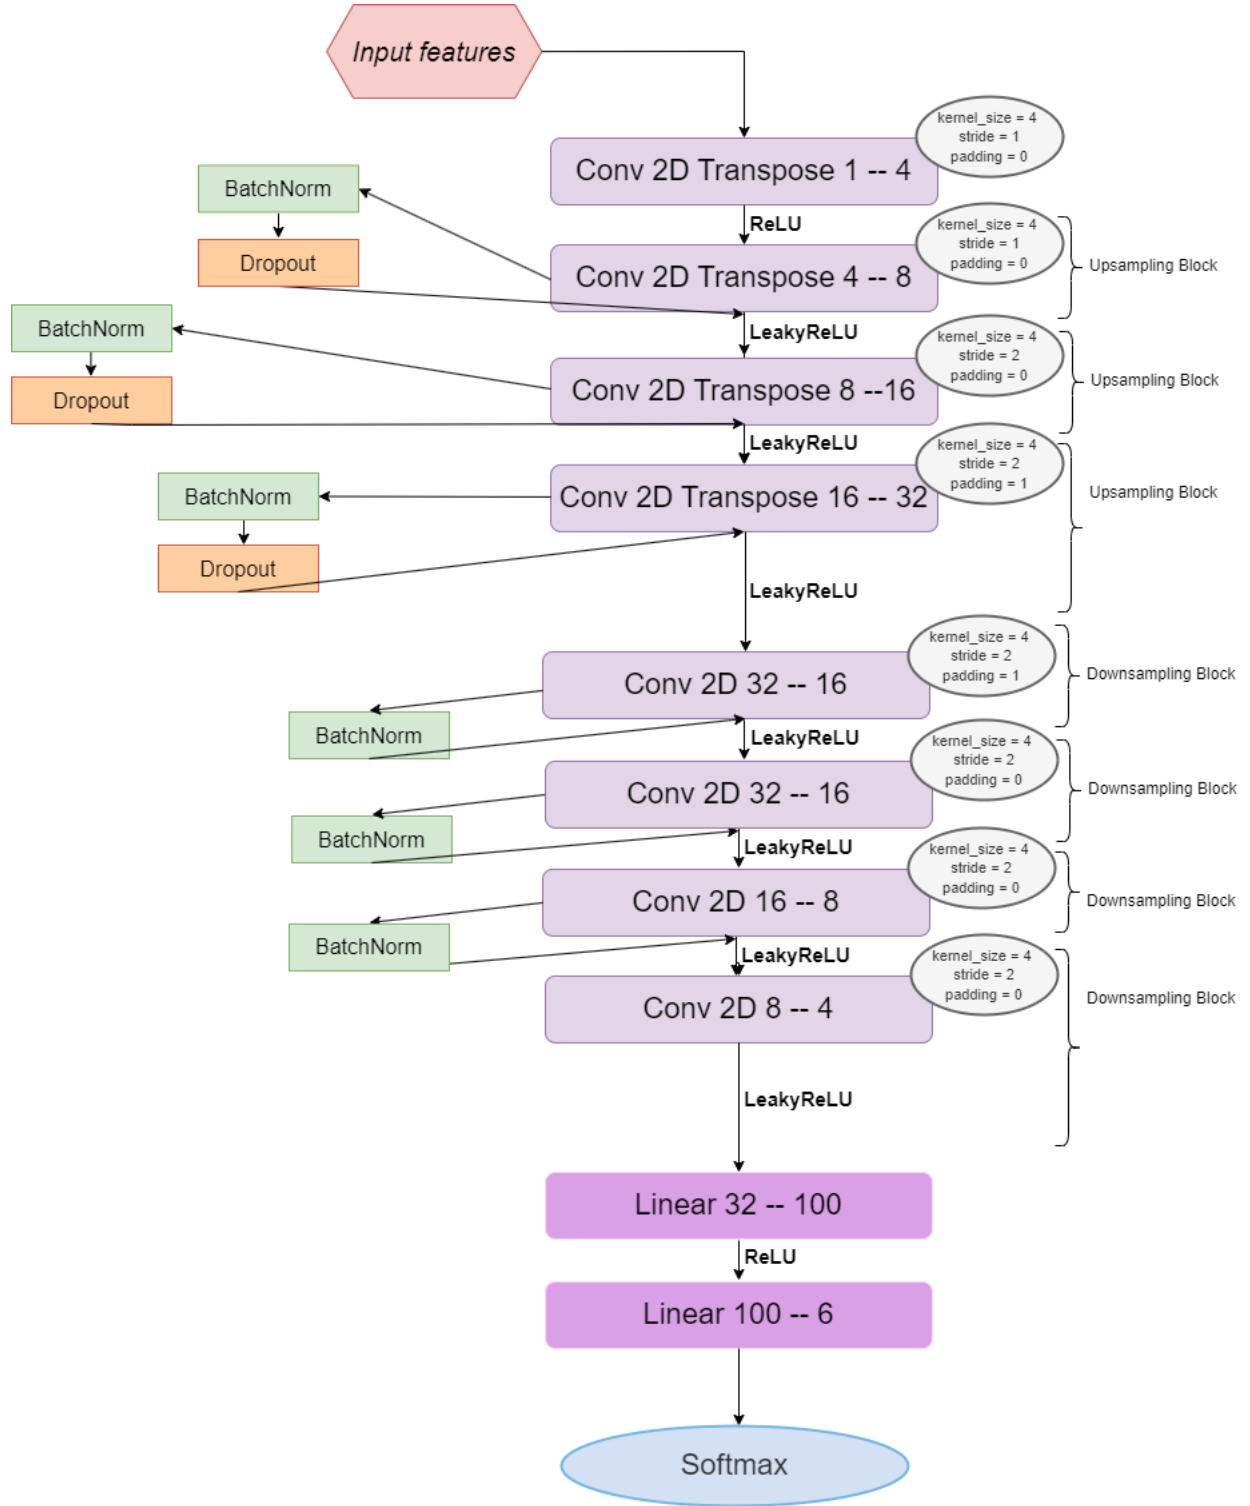 Input features
kernel_size = 4
stride = 1
padding = 0
Conv 2D Transpose 1 -- 4
BatchNorm
ReLU
kernel_size = 4
stride = 1
padding = 0
Dropout
Conv 2D Transpose 4 -- 8
Upsampling Block
BatchNorm
LeakyReLU
kernel_size = 4
stride = 2
padding = 0
Dropout
Conv 2D Transpose 8 --16
Upsampling Block
LeakyReLU
kernel_size = 4
stride = 2
padding = 1
BatchNorm
Conv 2D Transpose 16 -- 32
Upsampling Block
Dropout
LeakyReLU
kernel_size = 4
stride = 2
padding = 1
Conv 2D 32 -- 16
Downsampling Block
BatchNorm
LeakyReLU
kernel_size = 4
stride = 2
padding = 0
Conv 2D 32 -- 16
Downsampling Block
BatchNorm
LeakyReLU
kernel_size = 4
stride = 2
padding = 0
Conv 2D 16 -- 8
Downsampling Block
BatchNorm
LeakyReLU
kernel_size = 4
stride = 2
padding = 0
Conv 2D 8 -- 4
Downsampling Block
LeakyReLU
Linear 32 -- 100
ReLU
Linear 100 -- 6
Softmax